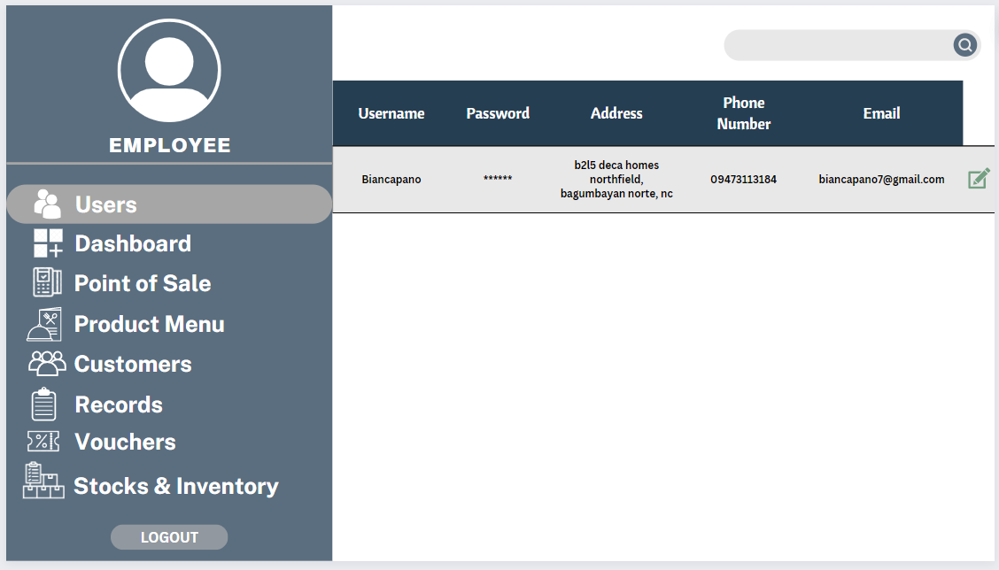 EMPLOYEE
Users
Dashboard
Point of Sale
Product Menu
Customers
Records
Vouchers
Stocks & Inventory
LOGOUT
Username Password Address Phone Number Email
Biancapano ****** b2l5 deca homes northfield, bagumbayan norte, nc 09473113184 biancapano7@gmail.com